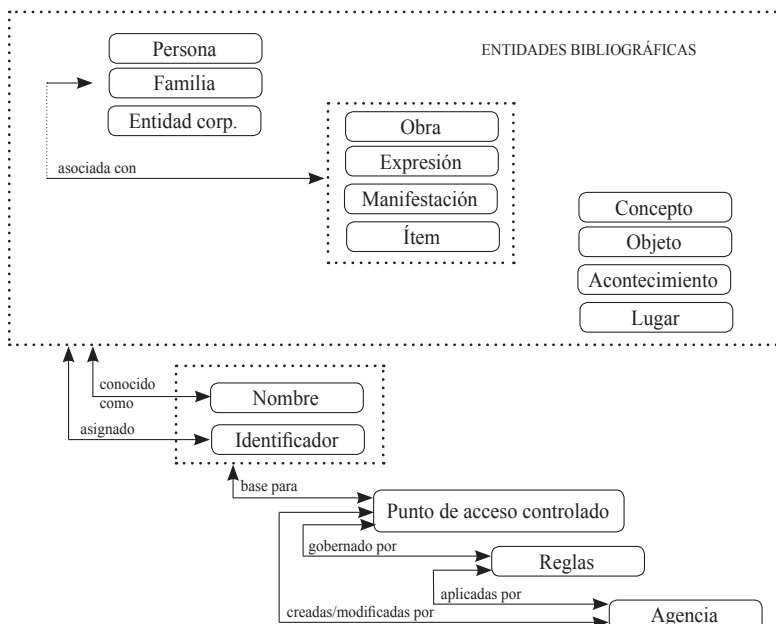 Persona
ENTIDADES BIBLIOGRÁFICAS
Familia
Entidad corp.
Obra
asociada con
Expresión
Manifestación
Ítem
Concepto
Objeto
Acontecimiento
Lugar
conocido
como
Nombre
asignado
Identificador
base para
Punto de acceso controlado
gobernado por
Reglas
aplicadas por
creadas/modificadas por
Agencia